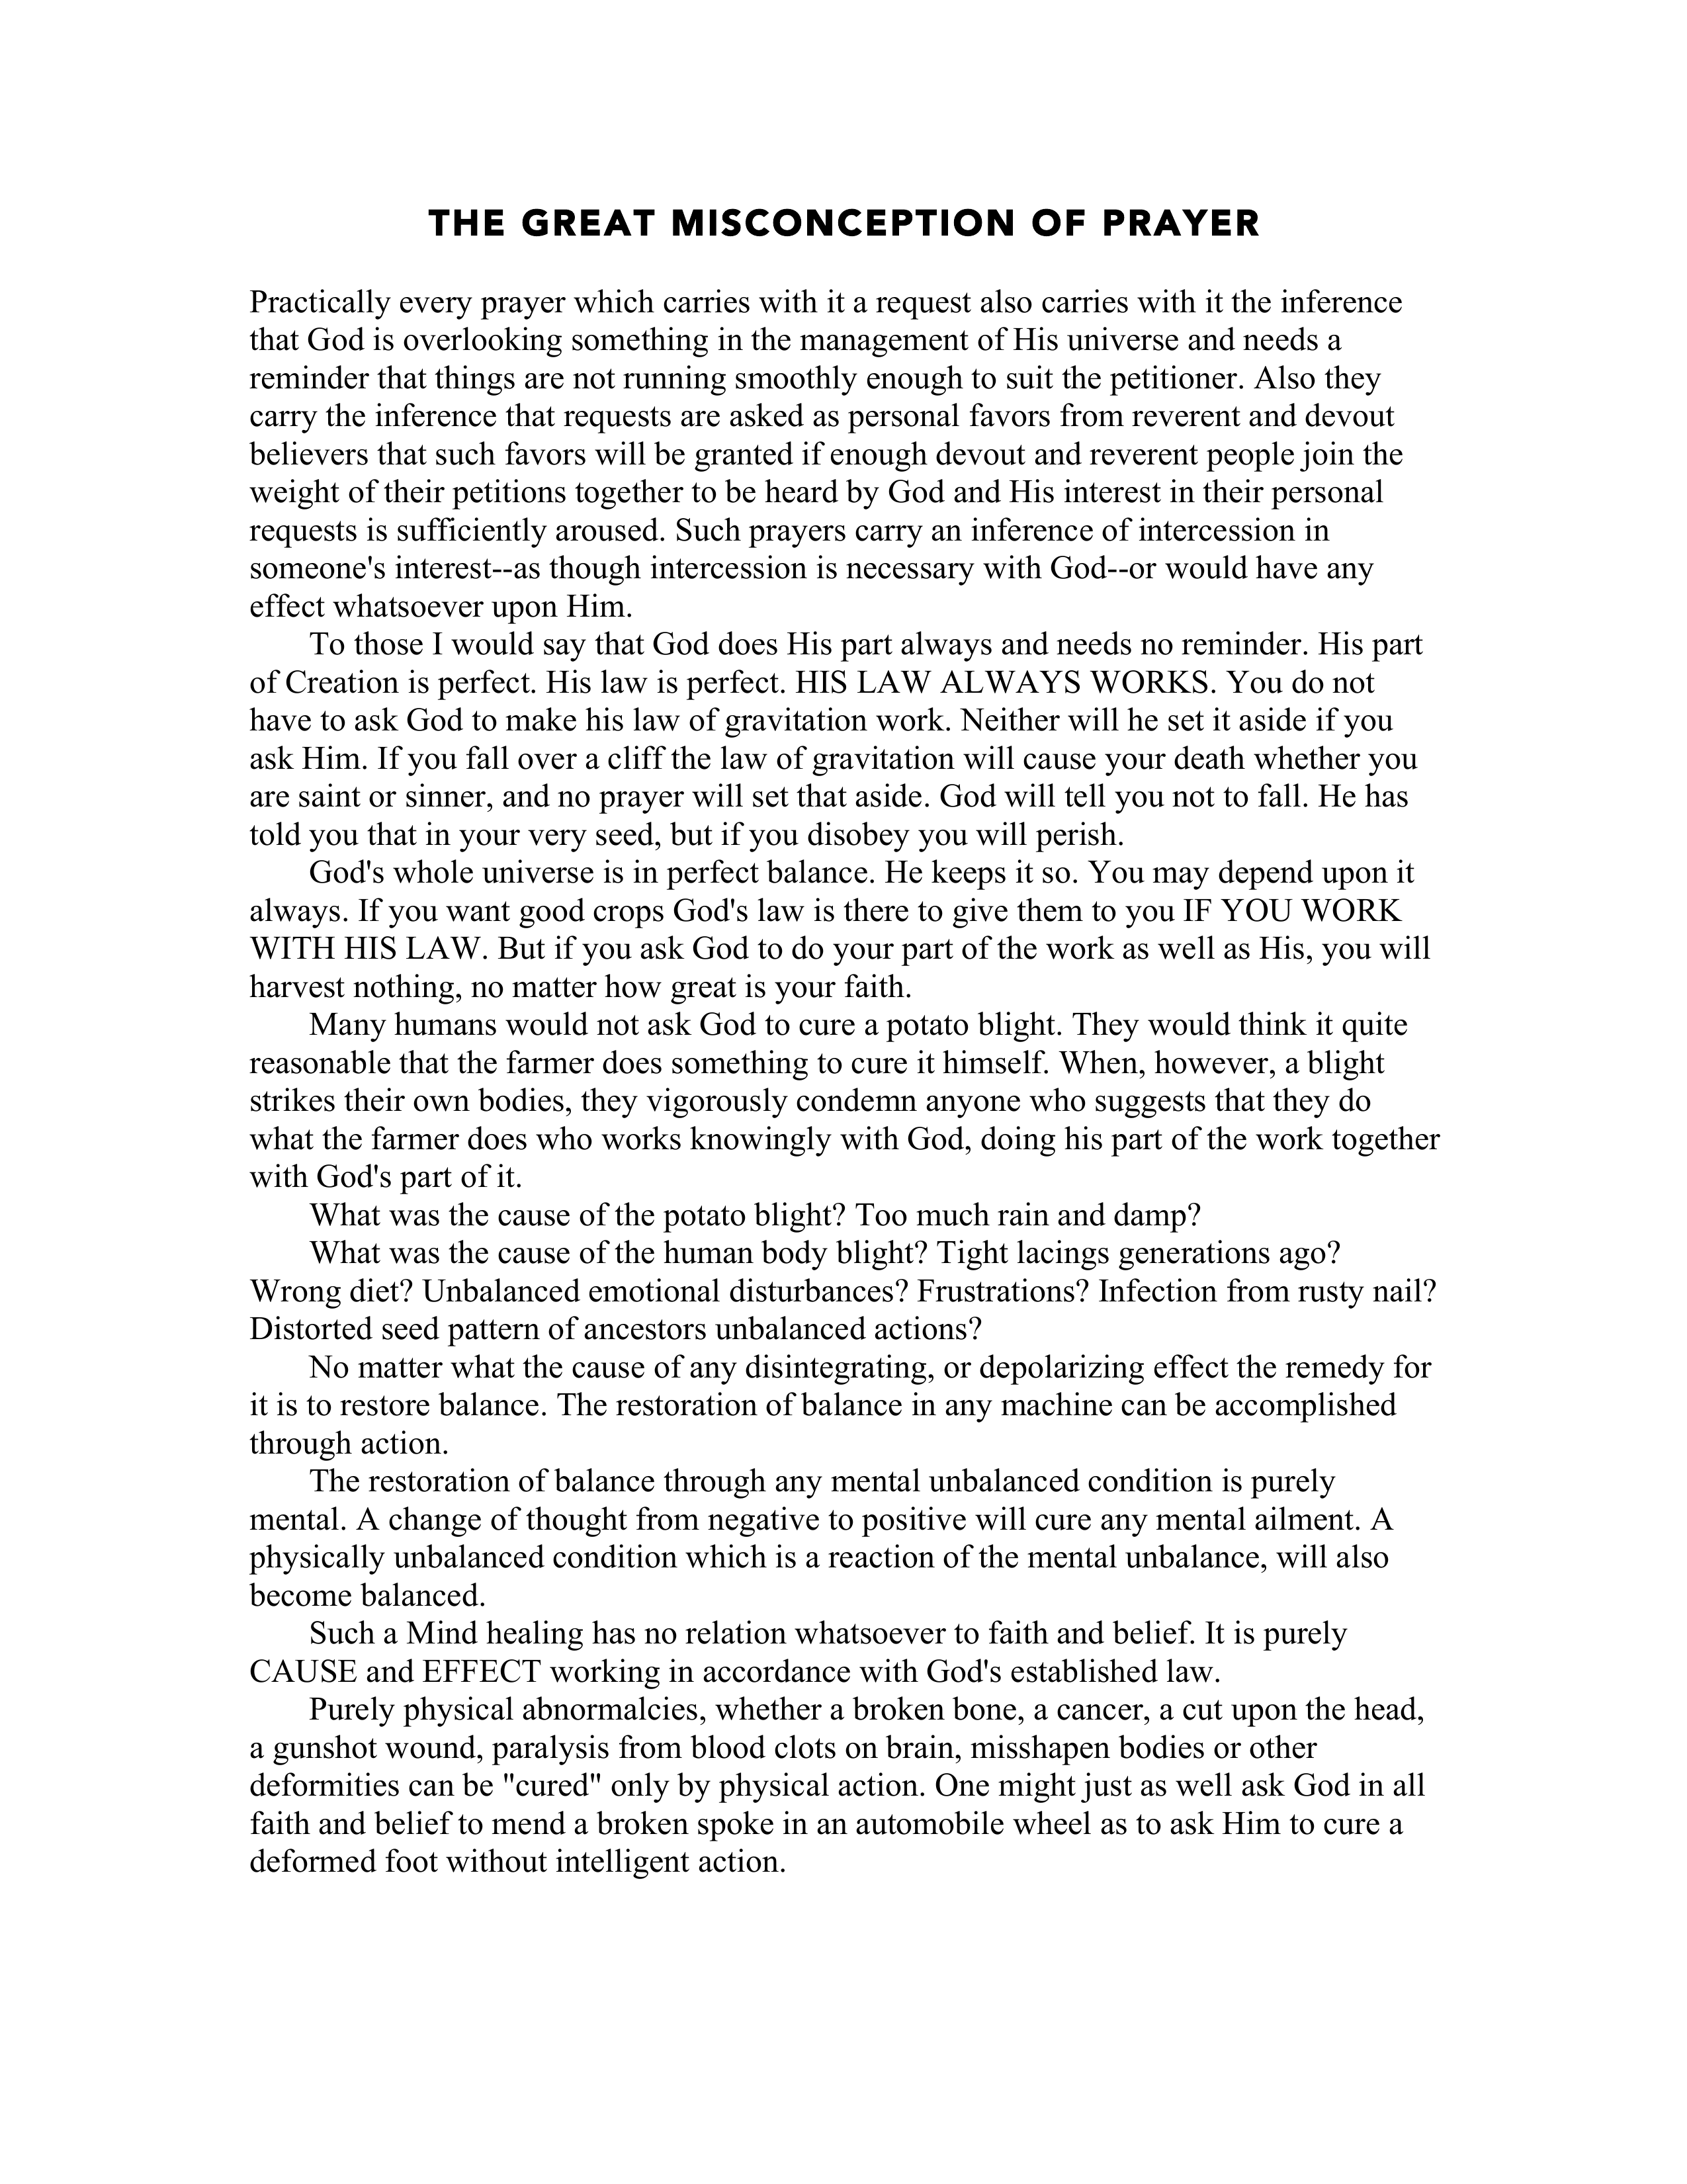 THE GREAT MISCONCEPTION OF PRAYER
Practically every prayer which carries with it a request also carries with it the inference
that God is overlooking something in the management of His universe and needs a
reminder that things are not running smoothly enough to suit the petitioner. Also they
carry the inference that requests are asked as personal favors from reverent and devout
believers that such favors will be granted if enough devout and reverent people join the
weight of their petitions together to be heard by God and His interest in their personal
requests is sufficiently aroused. Such prayers carry an inference of intercession in
someone's interest--as though intercession is necessary with God--or would have any
effect whatsoever upon Him.
To those I would say that God does His part always and needs no reminder. His part
of Creation is perfect. His law is perfect. HIS LAW ALWAYS WORKS. You do not
have to ask God to make his law of gravitation work. Neither will he set it aside if you
ask Him. If you fall over a cliff the law of gravitation will cause your death whether you
are saint or sinner, and no prayer will set that aside. God will tell you not to fall. He has
told you that in your very seed, but if you disobey you will perish.
God's whole universe is in perfect balance. He keeps it so. You may depend upon it
always. If you want good crops God's law is there to give them to you IF YOU WORK
WITH HIS LAW. But if you ask God to do your part of the work as well as His, you will
harvest nothing, no matter how great is your faith.
Many humans would not ask God to cure a potato blight. They would think it quite
reasonable that the farmer does something to cure it himself. When, however, a blight
strikes their own bodies, they vigorously condemn anyone who suggests that they do
what the farmer does who works knowingly with God, doing his part of the work together
with God's part of it.
What was the cause of the potato blight? Too much rain and damp?
What was the cause of the human body blight? Tight lacings generations ago?
Wrong diet? Unbalanced emotional disturbances? Frustrations? Infection from rusty nail?
Distorted seed pattern of ancestors unbalanced actions?
No matter what the cause of any disintegrating, or depolarizing effect the remedy for
it is to restore balance. The restoration of balance in any machine can be accomplished
through action.
The restoration of balance through any mental unbalanced condition is purely
mental. A change of thought from negative to positive will cure any mental ailment. A
physically unbalanced condition which is a reaction of the mental unbalance, will also
become balanced.
Such a Mind healing has no relation whatsoever to faith and belief. It is purely
CAUSE and EFFECT working in accordance with God's established law.
Purely physical abnormalcies, whether a broken bone, a cancer, a cut upon the head,
a gunshot wound, paralysis from blood clots on brain, misshapen bodies or other
deformities can be "cured" only by physical action. One might just as well ask God in all
faith and belief to mend a broken spoke in an automobile wheel as to ask Him to cure a
deformed foot without intelligent action.